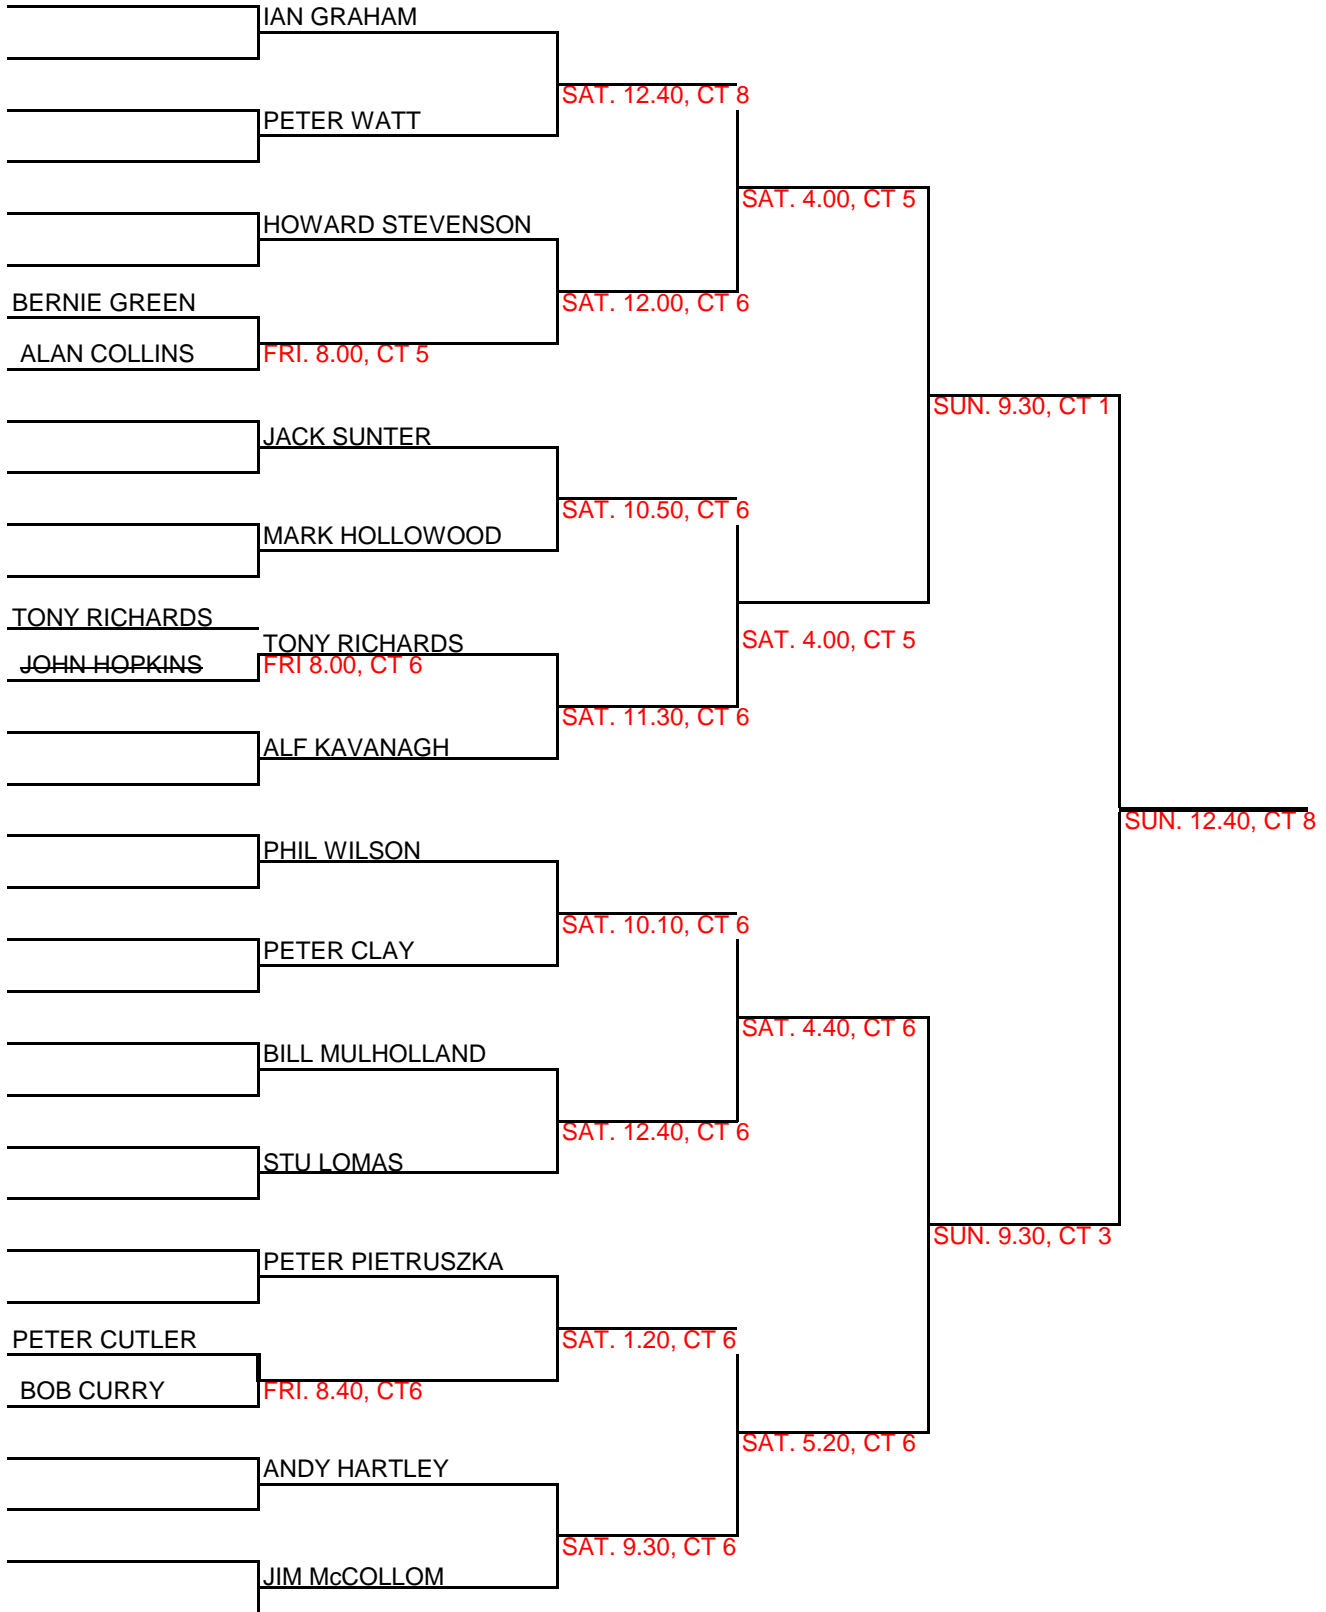 IAN GRAHAM
SAT. 12.40, CT 8
PETER WATT
SAT. 4.00, CT 5
HOWARD STEVENSON
BERNIE GREEN
SAT. 12.00, CT 6
ALAN COLLINS
FRI. 8.00, CT 5
SUN. 9.30, CT 1
JACK SUNTER
SAT. 10.50, CT 6
MARK HOLLOWOOD
TONY RICHARDS
TONY RICHARDS
SAT. 4.00, CT 5
JOHN HOPKINS
FRI 8.00, CT 6
SAT. 11.30, CT 6
ALF KAVANAGH
SUN. 12.40, CT 8
PHIL WILSON
SAT. 10.10, CT 6
PETER CLAY
SAT. 4.40, CT 6
BILL MULHOLLAND
SAT. 12.40, CT 6
STU LOMAS
SUN. 9.30, CT 3
PETER PIETRUSZKA
PETER CUTLER
SAT. 1.20, CT 6
BOB CURRY
FRI. 8.40, CT6
SAT. 5.20, CT 6
ANDY HARTLEY
SAT. 9.30, CT 6
JIM McCOLLOM